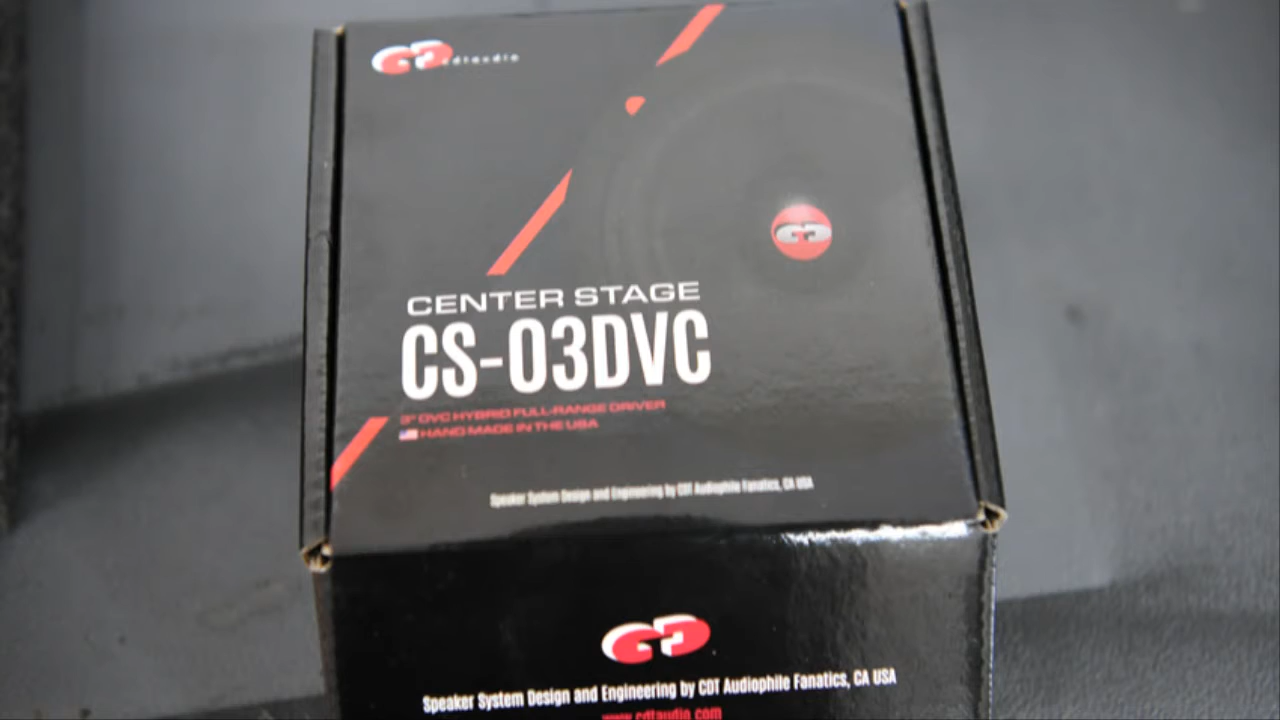 cdtaudio
CENTER STAGE
CS-03DVC
3" DVC HYBRID FULL-RANGE DRIVER
HAND MADE IN THE USA
Speaker System Design and Engineering by CDT Audiophile Fanatics, CA USA
Speaker System Design and Engineering by CDT Audiophile Fanatics, CA USA
www.cdtaudio.com